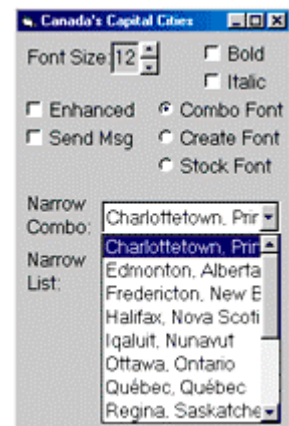 Canada's Capital Cities
Font Size: 12
Bold
Italic
Enhanced
Combo Font
Send Msg
Create Font
Stock Font
Narrow Combo:
Charlottetown, Prir
Narrow List:
Charlottetown, Prin
Edmonton, Alberta
Fredericton, New E
Halifax, Nova Scoti
Iqaluit, Nunavut
Ottawa, Ontario
Québec, Québec
Regina, Saskatche